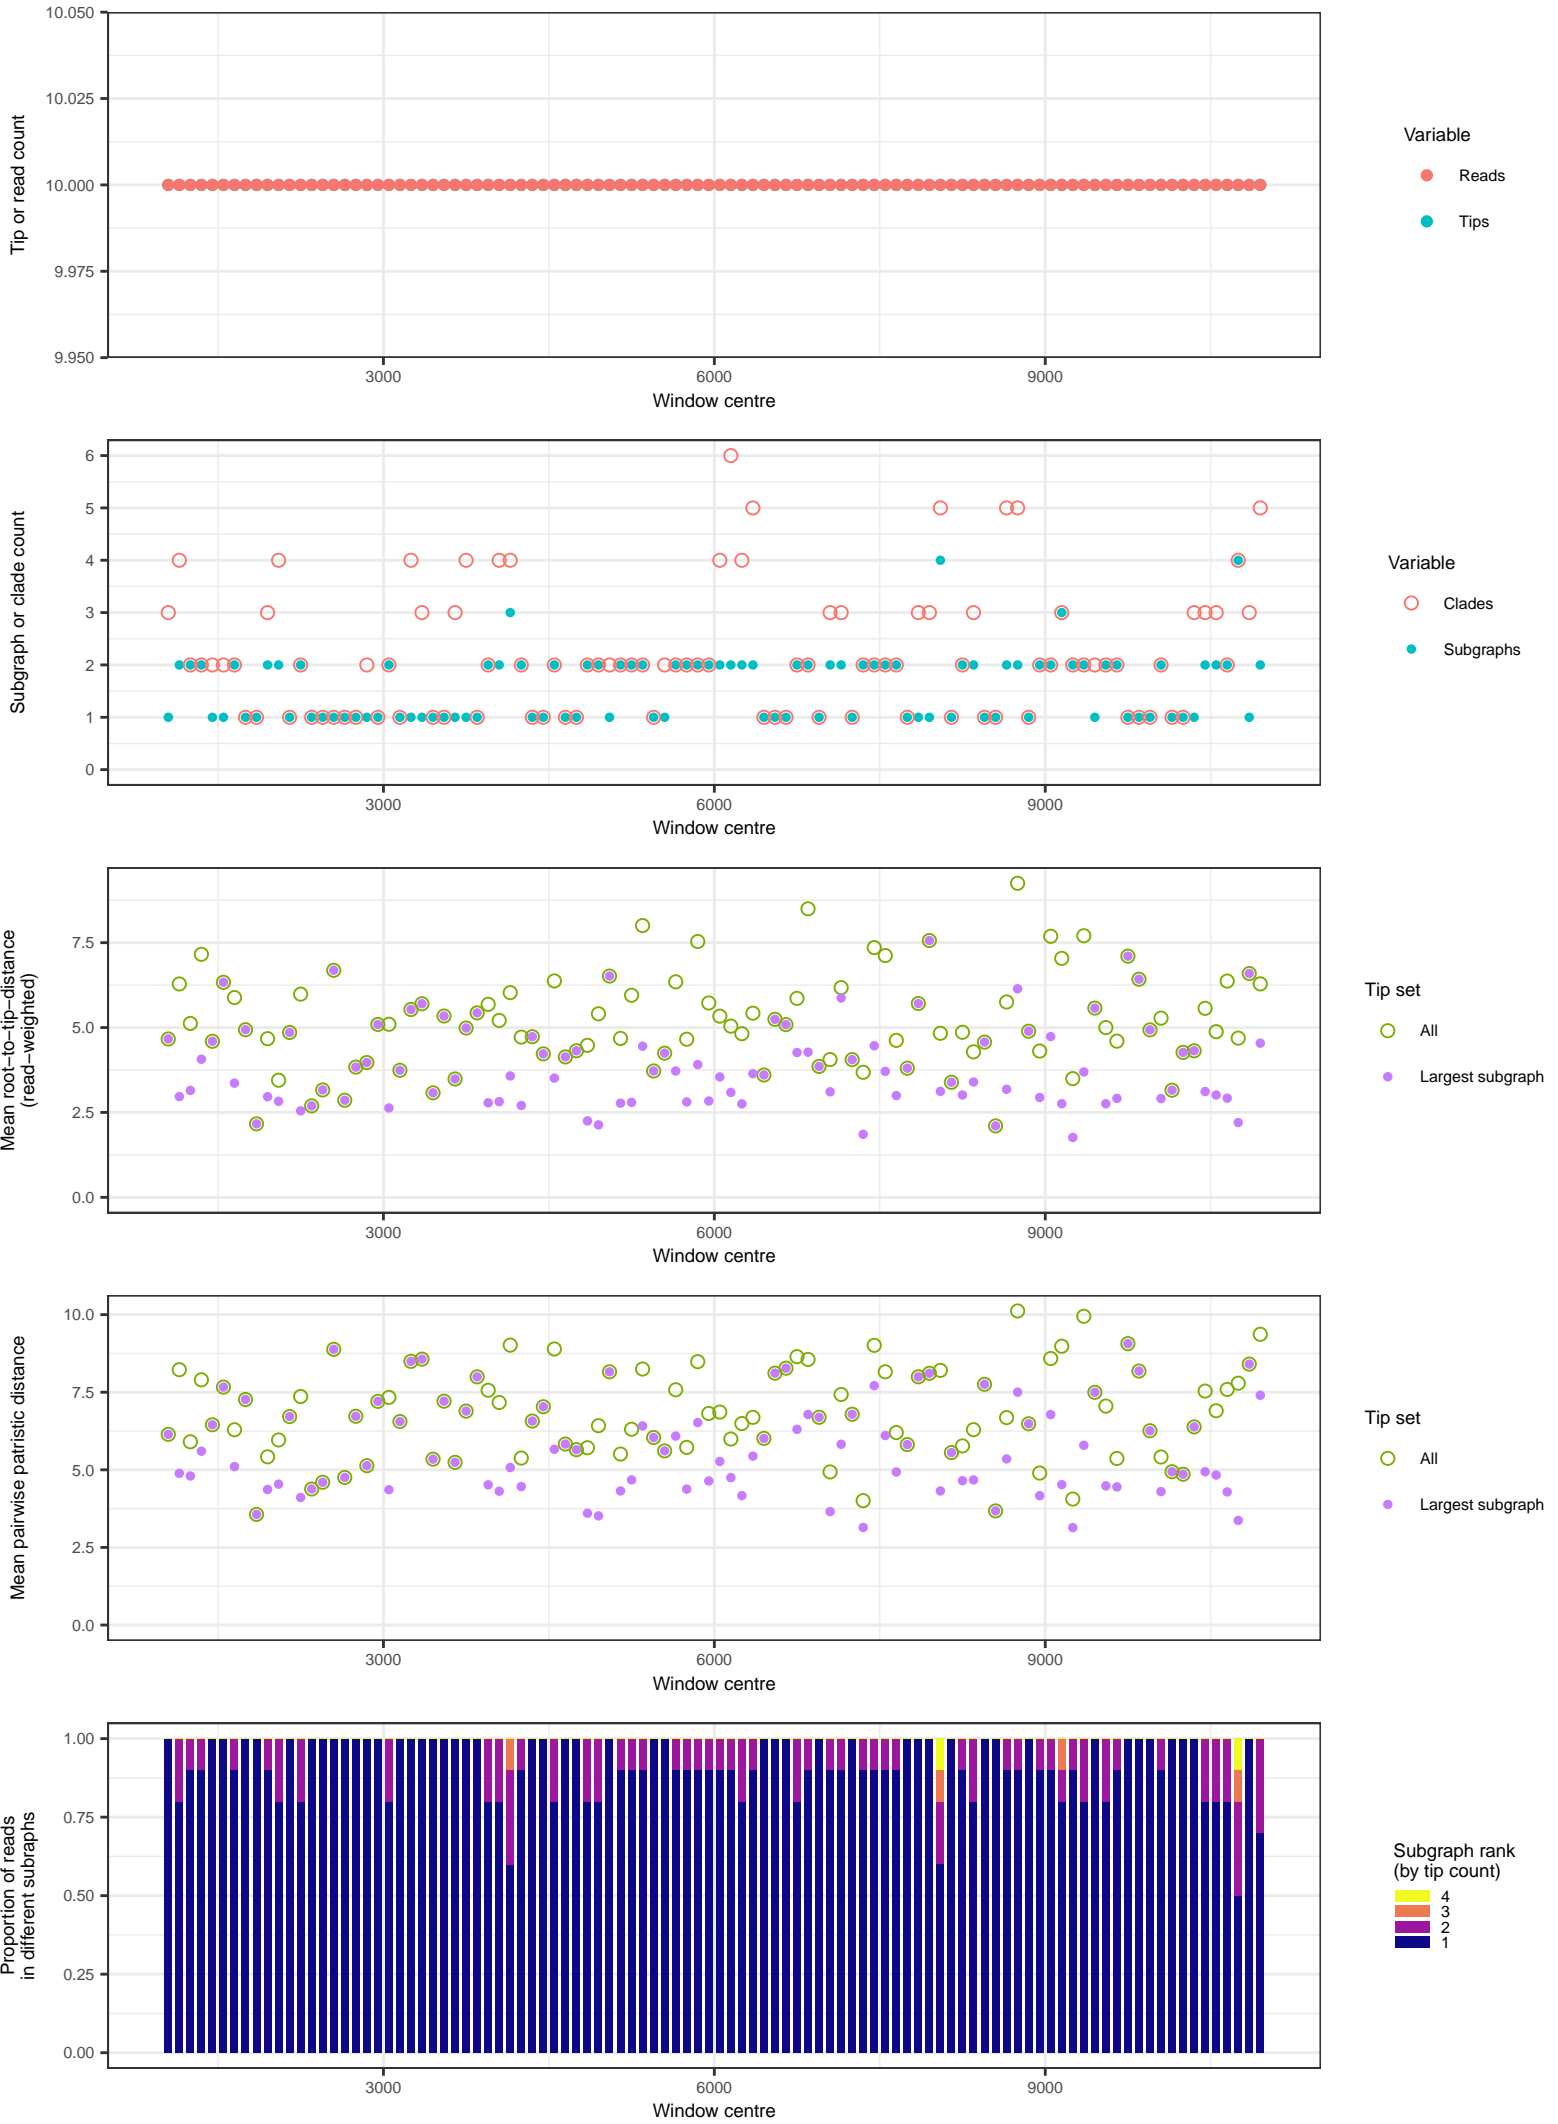 10.050
10.025
10.000
9.975
9.950
Tip or read count
3000 6000 9000
Window centre
Variable
Reads
Tips
6
5
4
3
2
1
0
Subgraph or clade count
3000 6000 9000
Window centre
Variable
Clades
Subgraphs
7.5
5.0
2.5
0.0
Mean root−to−tip−distance
(read−weighted)
3000 6000 9000
Window centre
Tip set
All
Largest subgraph
10.0
7.5
5.0
2.5
0.0
Mean pairwise patristic distance
3000 6000 9000
Window centre
Tip set
All
Largest subgraph
1.00
0.75
0.50
0.25
0.00
Proportion of reads
in different subraphs
3000 6000 9000
Window centre
Subgraph rank
(by tip count)
4
3
2
1